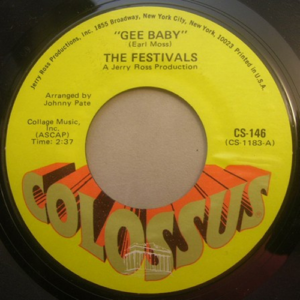 Jerry Ross Productions, Inc. 1855 Broadway, New York City, New York 10023 Printed in U.S.A.
"GEE BABY"
(Earl Moss)
THE FESTIVALS
A Jerry Ross Production
Arranged by
Johnny Pate
Collage Music,
Inc.
(ASCAP)
Time: 2:37
CS-146
(CS-1183-A)
COLOSSUS